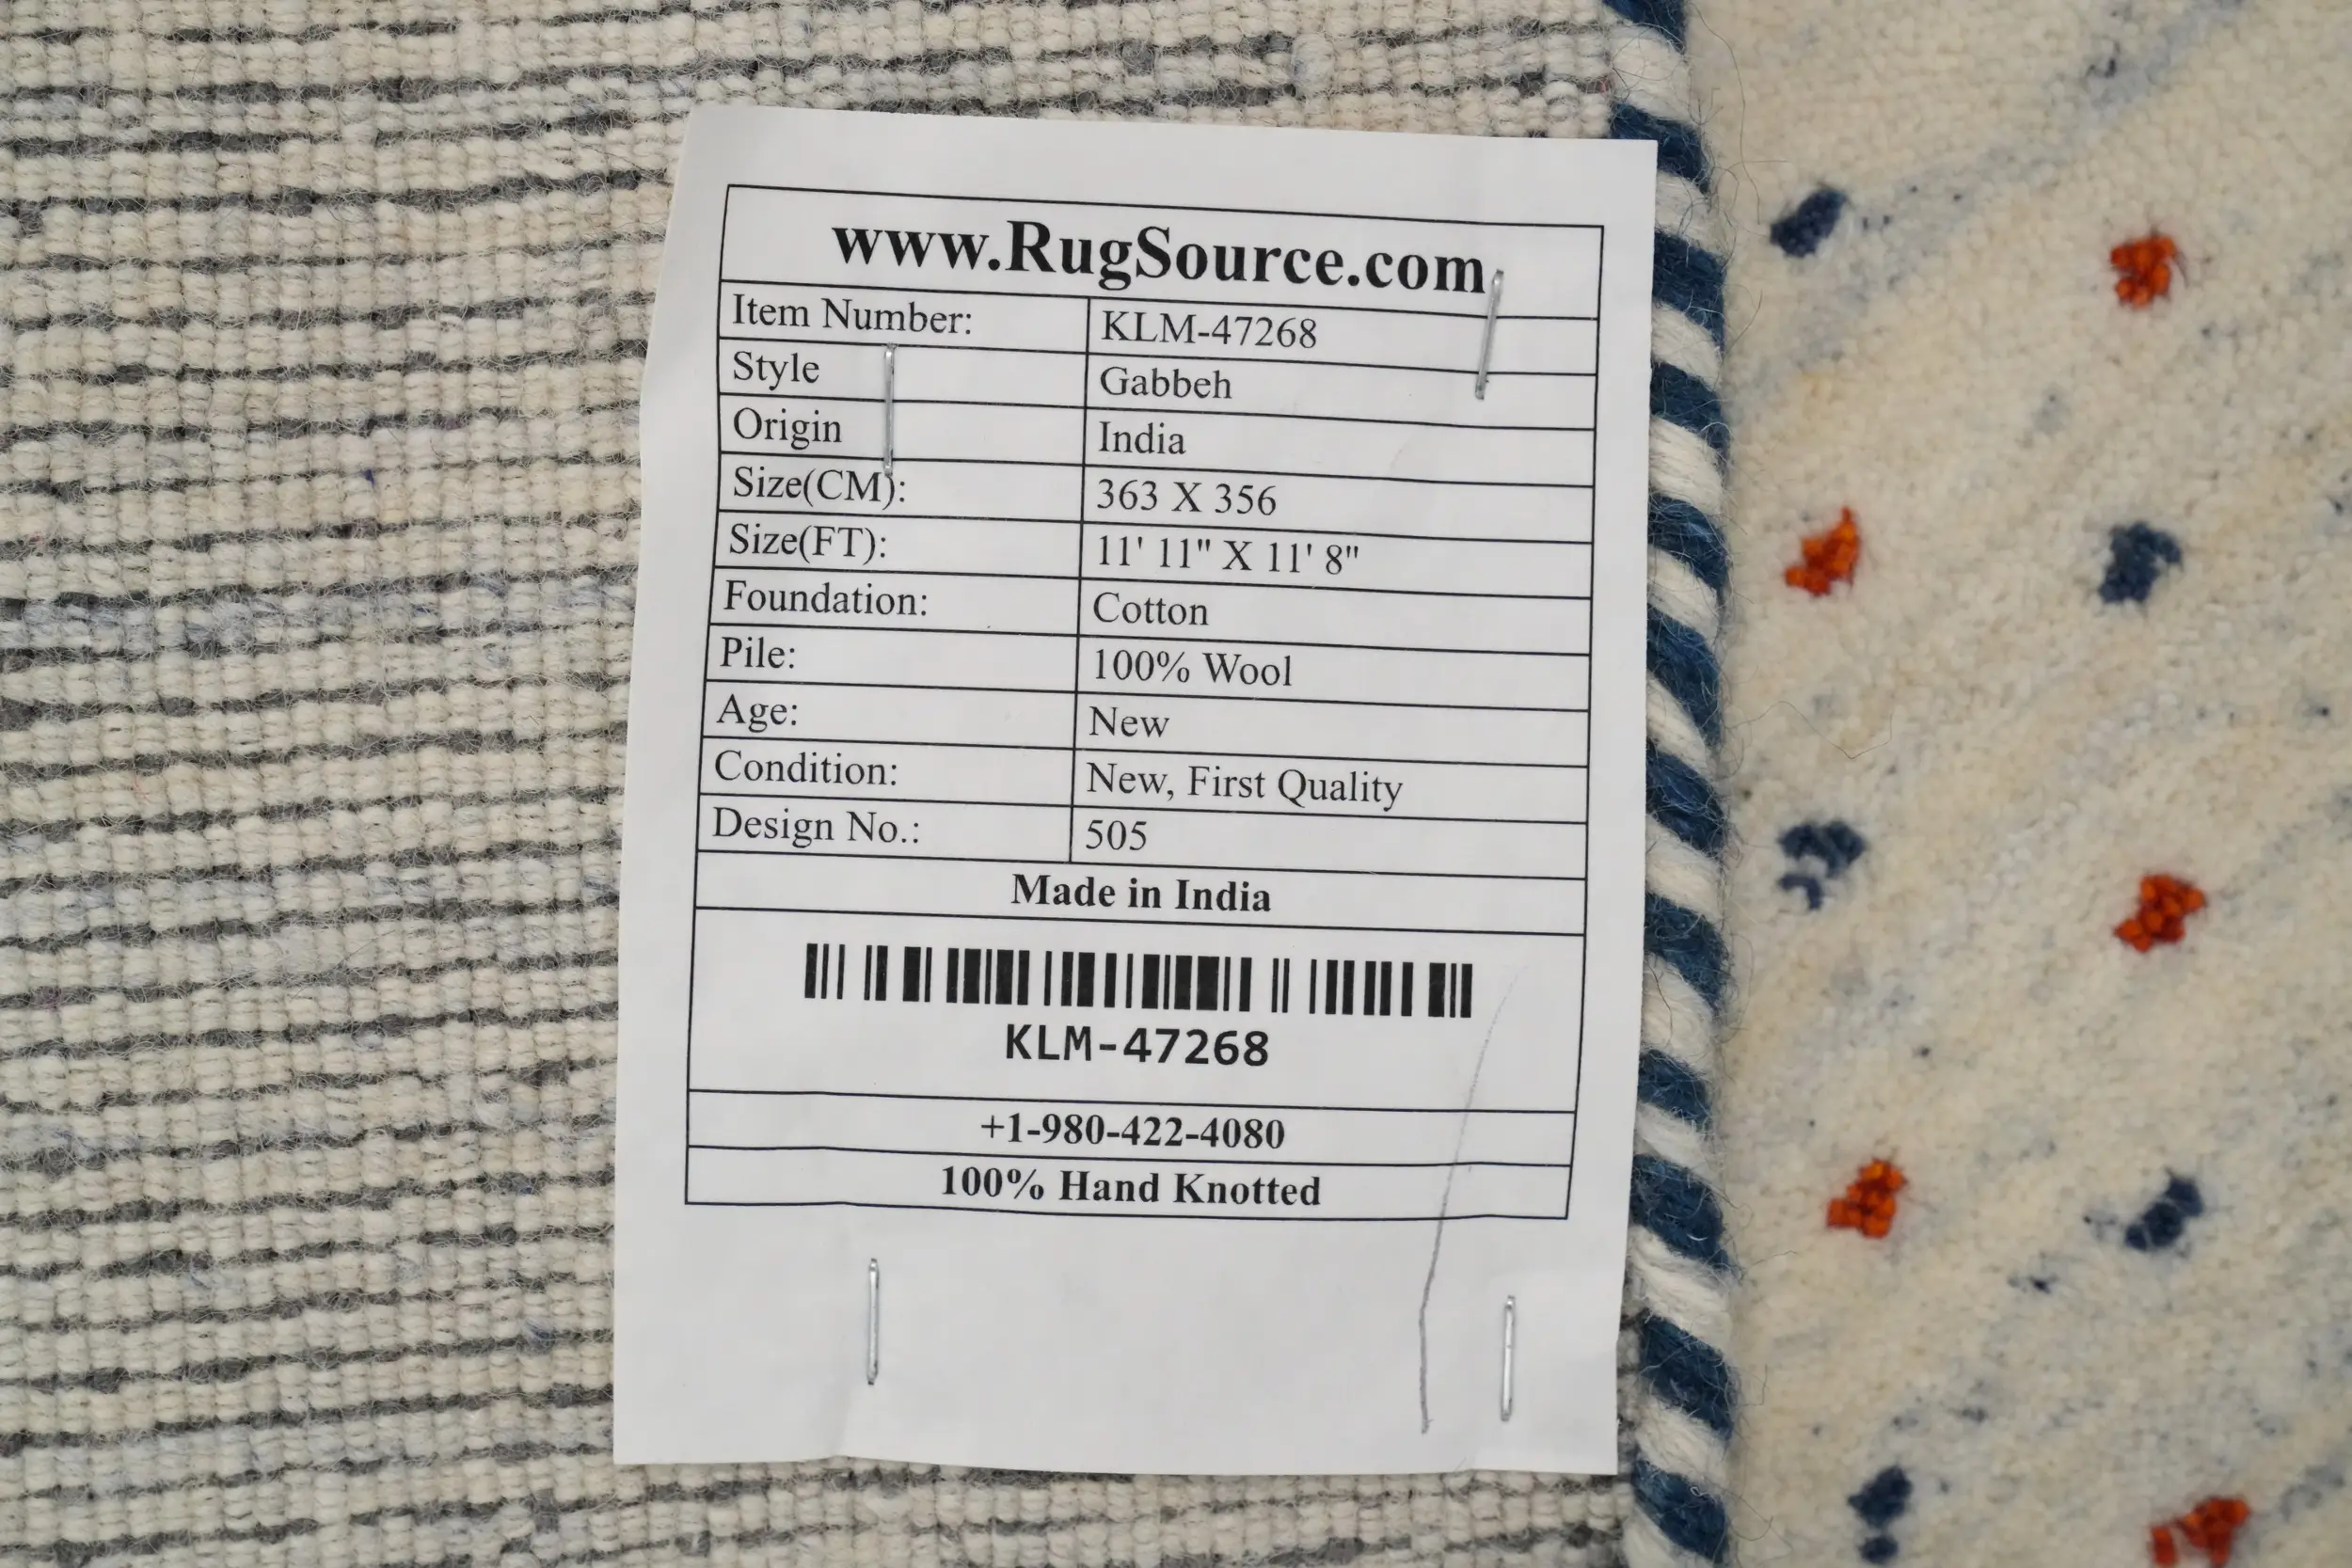 www.RugSource.com
Item Number: KLM-47268
Style Gabbeh
Origin India
Size(CM): 363 X 356
Size(FT): 11' 11" X 11' 8"
Foundation: Cotton
Pile: 100% Wool
Age: New
Condition: New, First Quality
Design No.: 505
Made in India
KLM-47268
+1-980-422-4080
100% Hand Knotted